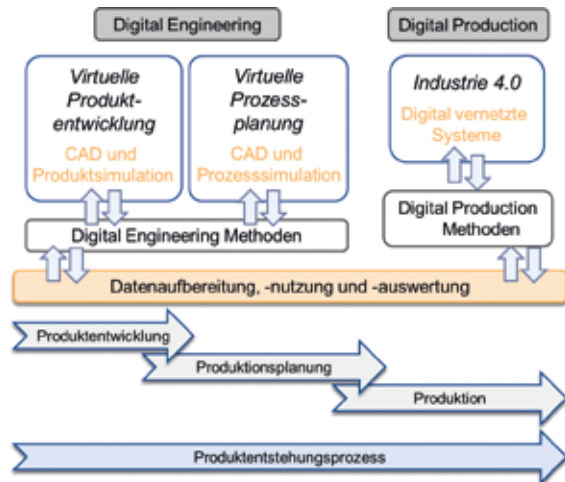 Digital Engineering
Digital Production
Virtuelle
Produkt-
entwicklung
CAD und
Produktsimulation
Virtuelle
Prozess-
planung
CAD und
Prozesssimulation
Industrie 4.0
Digital vernetzte
Systeme
Digital Engineering Methoden
Digital Production
Methoden
Datenaufbereitung, -nutzung und -auswertung
Produktentwicklung
Produktionsplanung
Produktion
Produktentstehungsprozess